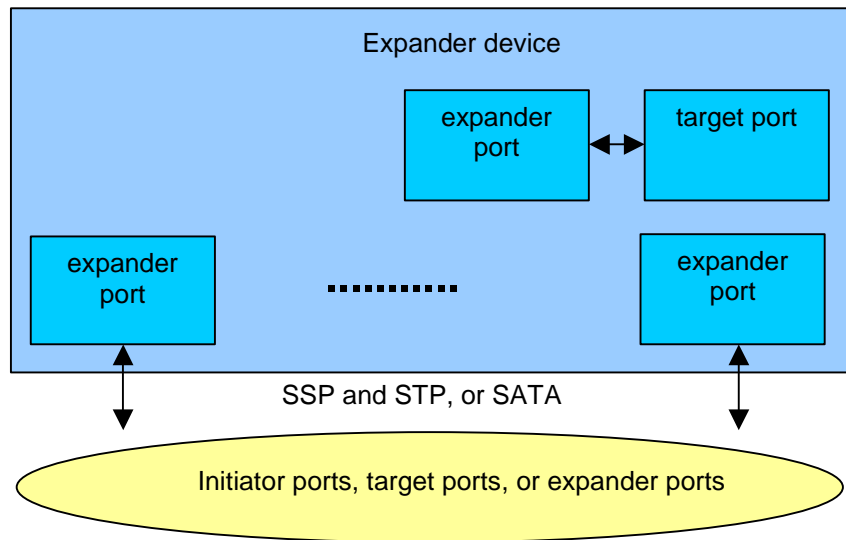 Expander device
expander
port
target port
expander
port
expander
port
SSP and STP, or SATA
Initiator ports, target ports, or expander ports